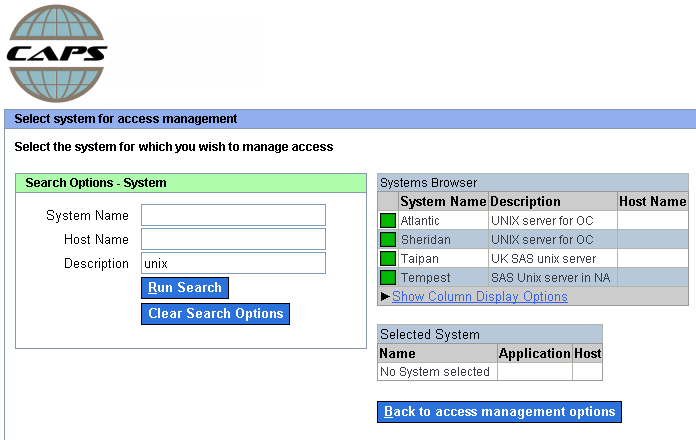 CAPS
Select system for access management
Select the system for which you wish to manage access
Search Options - System
System Name
Host Name
Description unix
Run Search
Clear Search Options
Systems Browser
System Name Description Host Name
Atlantic UNIX server for OC
Sheridan UNIX server for OC
Taipan UK SAS unix server
Tempest SAS Unix server in NA
Show Column Display Options
Selected System
Name Application Host
No System selected
Back to access management options